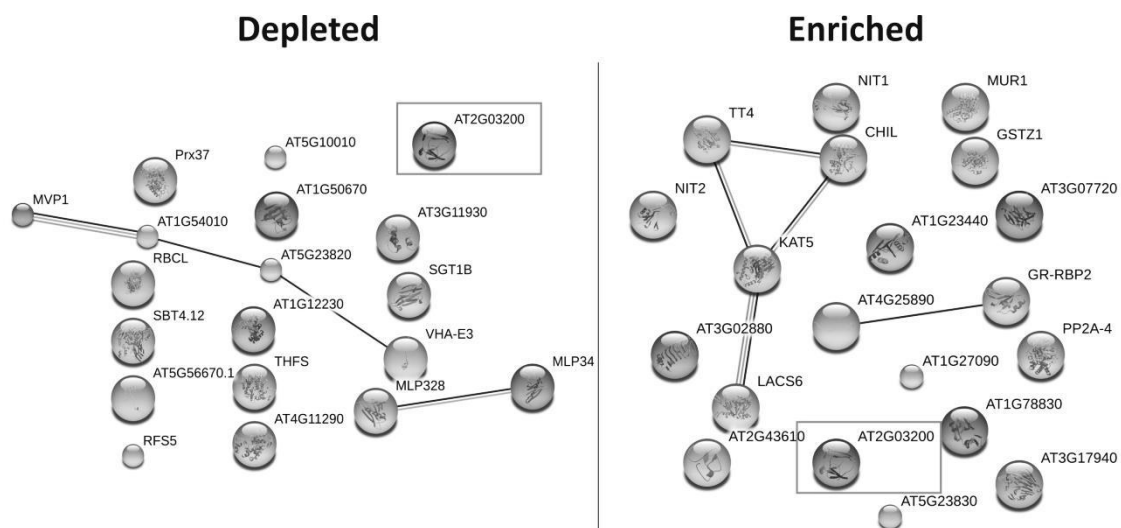 Depleted
AT2G03200
AT5G10010
Prx37
AT1G50670
MVP1
AT1G54010
AT3G11930
RBCL
AT5G23820
SGT1B
SBT4.12
AT1G12230
VHA-E3
AT5G56670.1
THFS
MLP34
MLP328
RFS5
AT4G11290
Enriched
NIT1
MUR1
TT4
CHIL
GSTZ1
NIT2
AT3G07720
AT1G23440
KAT5
GR-RBP2
AT4G25890
AT3G02880
PP2A-4
AT1G27090
LACS6
AT1G78830
AT2G43610
AT2G03200
AT3G17940
AT5G23830